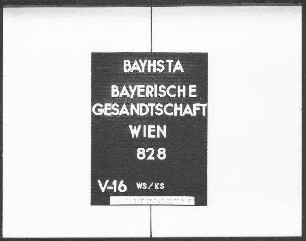 BAYHSTA
BAYERISCHE
GESANDTSCHAFT
WIEN
828
V-16 WS/KS